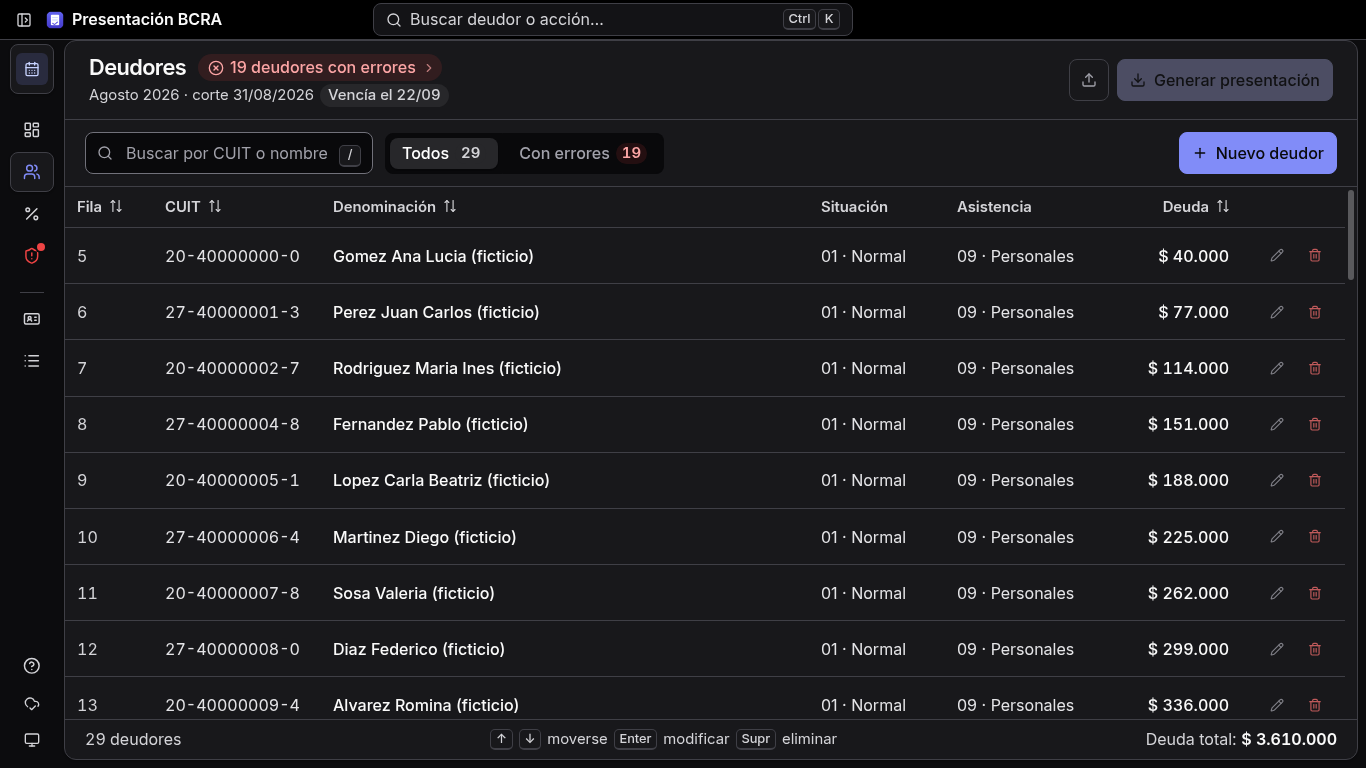 Presentación BCRA
Buscar deudor o acción... Ctrl K
Deudores 19 deudores con errores
Agosto 2026 · corte 31/08/2026 Vencía el 22/09
Generar presentación
Buscar por CUIT o nombre /
Todos 29 Con errores 19
+ Nuevo deudor
Fila CUIT Denominación Situación Asistencia Deuda
5 20-40000000-0 Gomez Ana Lucia (ficticio) 01 · Normal 09 · Personales $ 40.000
6 27-40000001-3 Perez Juan Carlos (ficticio) 01 · Normal 09 · Personales $ 77.000
7 20-40000002-7 Rodriguez Maria Ines (ficticio) 01 · Normal 09 · Personales $ 114.000
8 27-40000004-8 Fernandez Pablo (ficticio) 01 · Normal 09 · Personales $ 151.000
9 20-40000005-1 Lopez Carla Beatriz (ficticio) 01 · Normal 09 · Personales $ 188.000
10 27-40000006-4 Martinez Diego (ficticio) 01 · Normal 09 · Personales $ 225.000
11 20-40000007-8 Sosa Valeria (ficticio) 01 · Normal 09 · Personales $ 262.000
12 27-40000008-0 Diaz Federico (ficticio) 01 · Normal 09 · Personales $ 299.000
13 20-40000009-4 Alvarez Romina (ficticio) 01 · Normal 09 · Personales $ 336.000
29 deudores ↑ ↓ moverse Enter modificar Supr eliminar Deuda total: $ 3.610.000